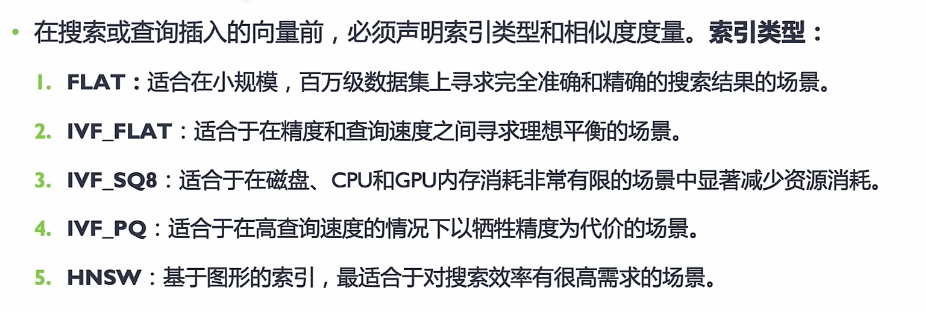 • 在搜索或查询插入的向量前，必须声明索引类型和相似度度量。索引类型：
1. FLAT：适合在小规模，百万级数据集上寻求完全准确和精确的搜索结果的场景。
2. IVF_FLAT：适合于在精度和查询速度之间寻求理想平衡的场景。
3. IVF_SQ8：适合于在磁盘、CPU和GPU内存消耗非常有限的场景中显著减少资源消耗。
4. IVF_PQ：适合于在高查询速度的情况下以牺牲精度为代价的场景。
5. HNSW：基于图形的索引，最适合于对搜索效率有很高需求的场景。